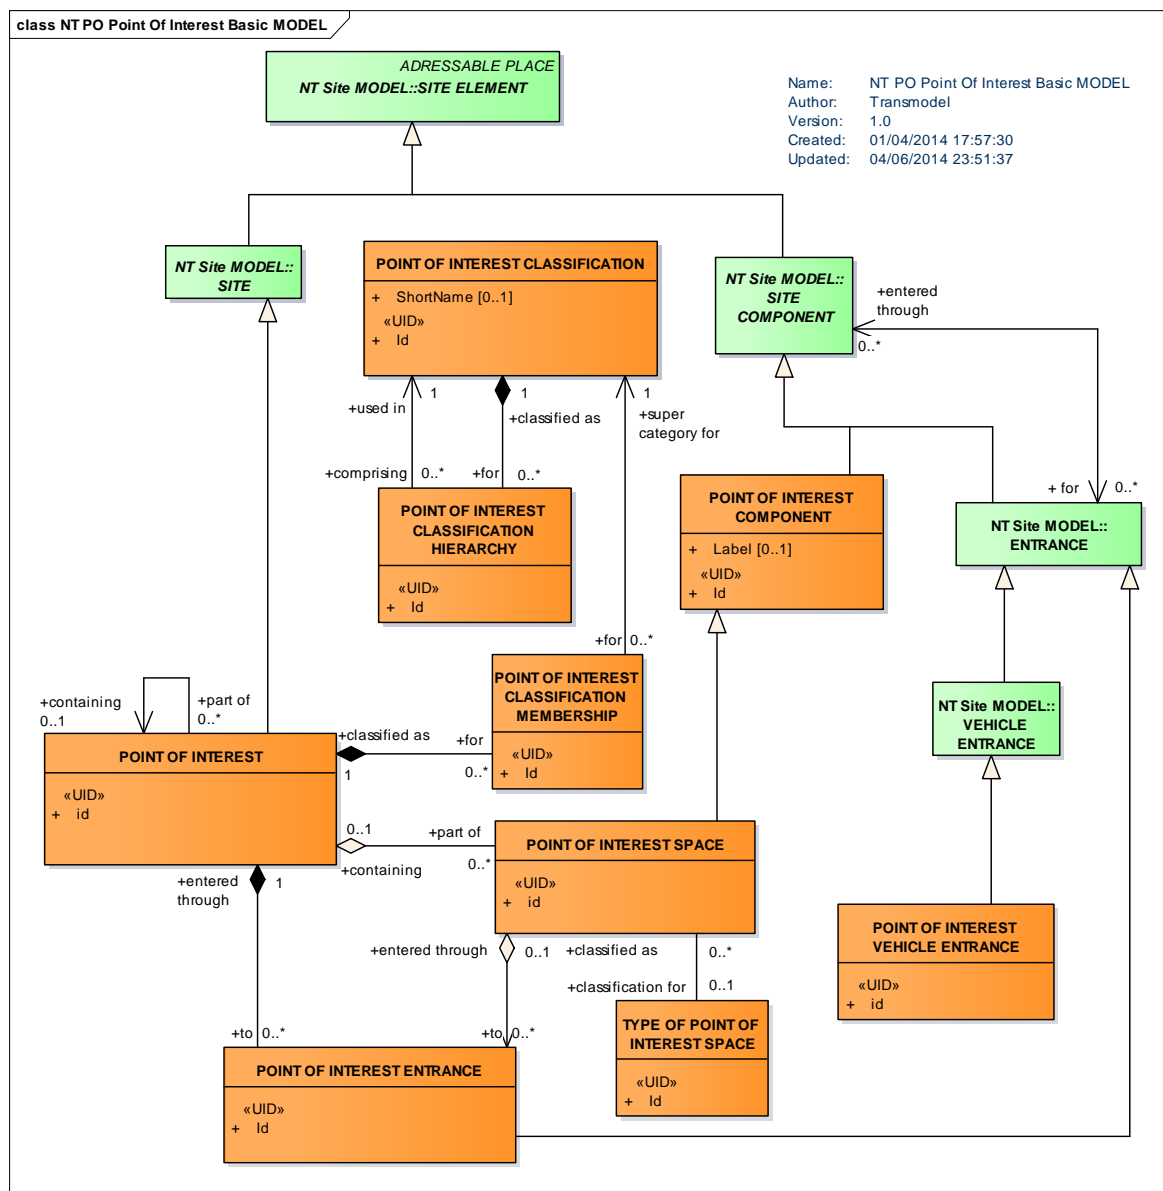 class NT PO Point Of Interest Basic MODEL
ADRESSABLE PLACE
NT Site MODEL::SITE ELEMENT
Name: NT PO Point Of Interest Basic MODEL
Author: Transmodel
Version: 1.0
Created: 01/04/2014 17:57:30
Updated: 04/06/2014 23:51:37
NT Site MODEL::
SITE
POINT OF INTEREST CLASSIFICATION
+ ShortName [0..1]
«UID»
+ Id
NT Site MODEL::
SITE
COMPONENT
+entered
through
0..*
+used in
1
1
+classified as
1
+super
category for
+comprising
0..*
+for
0..*
+ for
0..*
POINT OF INTEREST
CLASSIFICATION
HIERARCHY
«UID»
+ Id
POINT OF INTEREST
COMPONENT
+ Label [0..1]
«UID»
+ Id
NT Site MODEL::
ENTRANCE
+for
0..*
POINT OF INTEREST
CLASSIFICATION
MEMBERSHIP
«UID»
+ Id
NT Site MODEL::
VEHICLE
ENTRANCE
+containing
0..1
+part of
0..*
POINT OF INTEREST
«UID»
+ id
+classified as
1
+for
0..*
0..1
+containing
+part of
0..*
POINT OF INTEREST SPACE
«UID»
+ id
+entered
through
1
+entered through
0..1
+classified as
0..*
+classification for
0..1
POINT OF INTEREST
VEHICLE ENTRANCE
«UID»
+ id
TYPE OF POINT OF
INTEREST SPACE
«UID»
+ Id
+to
0..*
+to
0..*
POINT OF INTEREST ENTRANCE
«UID»
+ Id